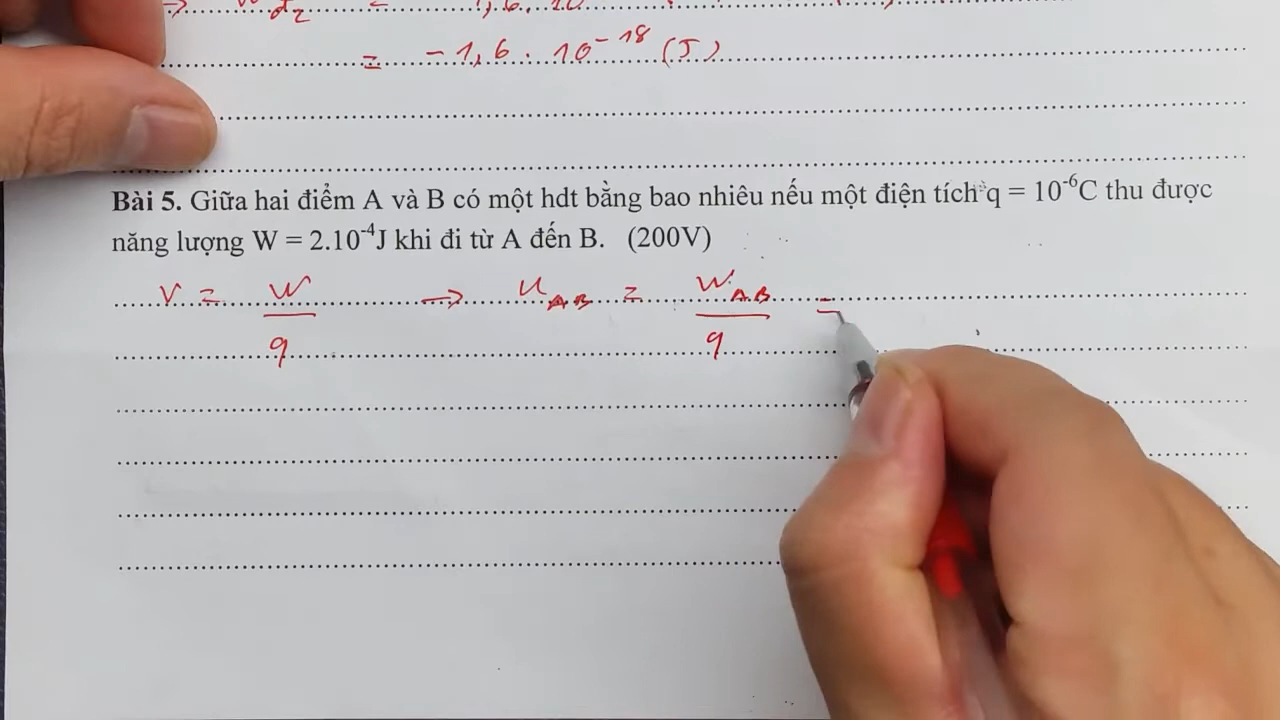 = - 1,6 . 10⁻¹⁸ (J)
Bài 5. Giữa hai điểm A và B có một hdt bằng bao nhiêu nếu một điện tích q = 10⁻⁶C thu được
năng lượng W = 2.10⁻⁴J khi đi từ A đến B. (200V)
V = W/q → U_AB = W_AB/q =